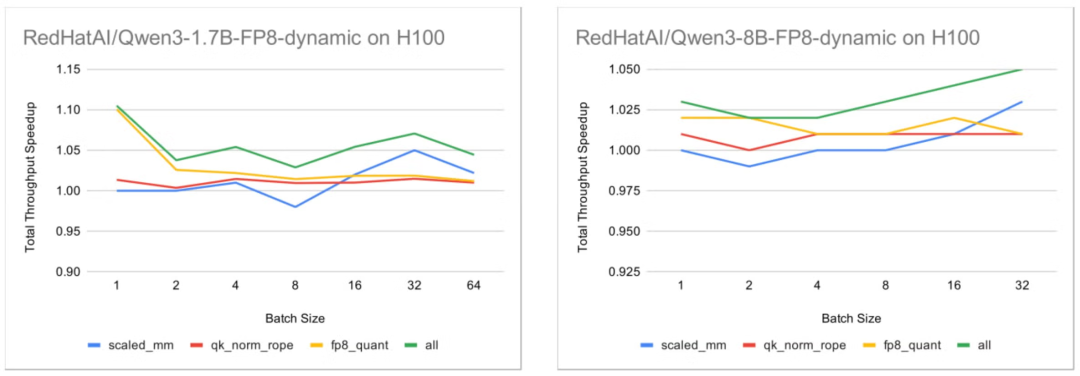 RedHatAI/Qwen3-1.7B-FP8-dynamic on H100
Total Throughput Speedup
1.15
1.10
1.05
1.00
0.95
0.90
1 2 4 8 16 32 64
Batch Size
scaled_mm qk_norm_rope fp8_quant all
RedHatAI/Qwen3-8B-FP8-dynamic on H100
Total Throughput Speedup
1.050
1.025
1.000
0.975
0.950
0.925
1 2 4 8 16 32
Batch Size
scaled_mm qk_norm_rope fp8_quant all